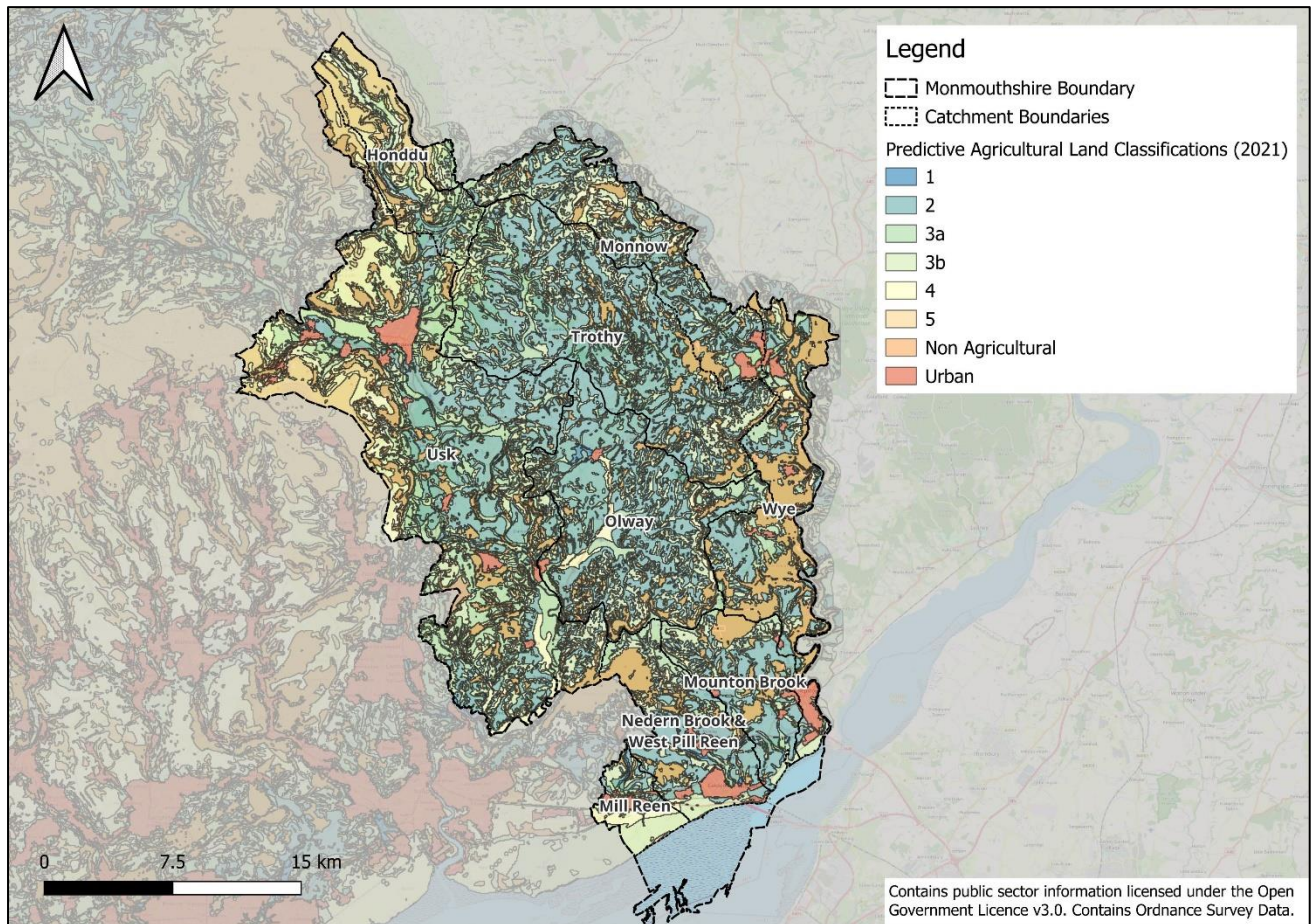 Legend
Monmouthshire Boundary
Catchment Boundaries
Predictive Agricultural Land Classifications (2021)
1
2
3a
3b
4
5
Non Agricultural
Urban
Honddu
Monnow
Trothy
Usk
Olway
Wye
Mounton Brook
Nedern Brook &
West Pill Reen
Mill Reen
0 7.5 15 km
Contains public sector information licensed under the Open
Government Licence v3.0. Contains Ordnance Survey Data.